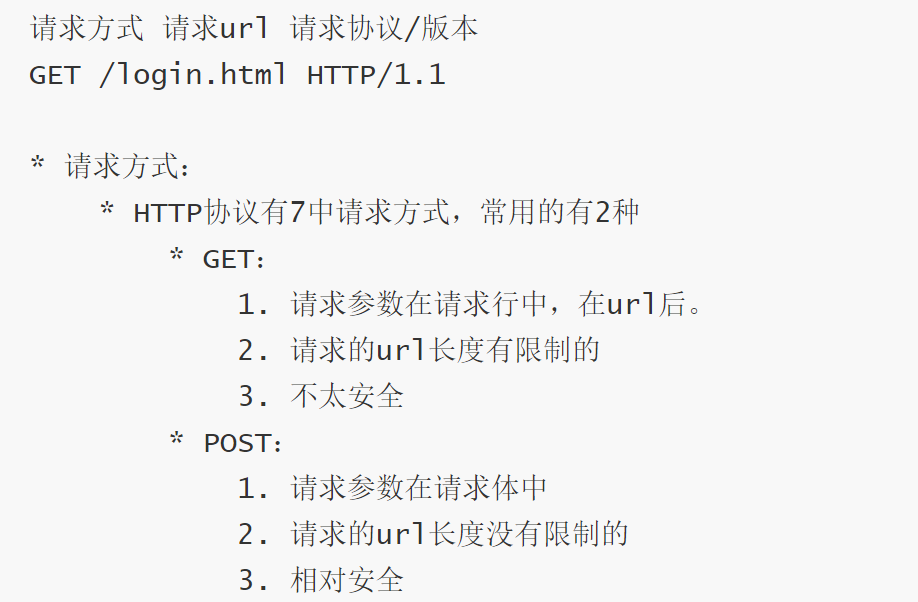 请求方式 请求url 请求协议/版本
GET /login.html HTTP/1.1
* 请求方式：
* HTTP协议有7中请求方式，常用的有2种
* GET：
1. 请求参数在请求行中，在url后。
2. 请求的url长度有限制的
3. 不太安全
* POST：
1. 请求参数在请求体中
2. 请求的url长度没有限制的
3. 相对安全